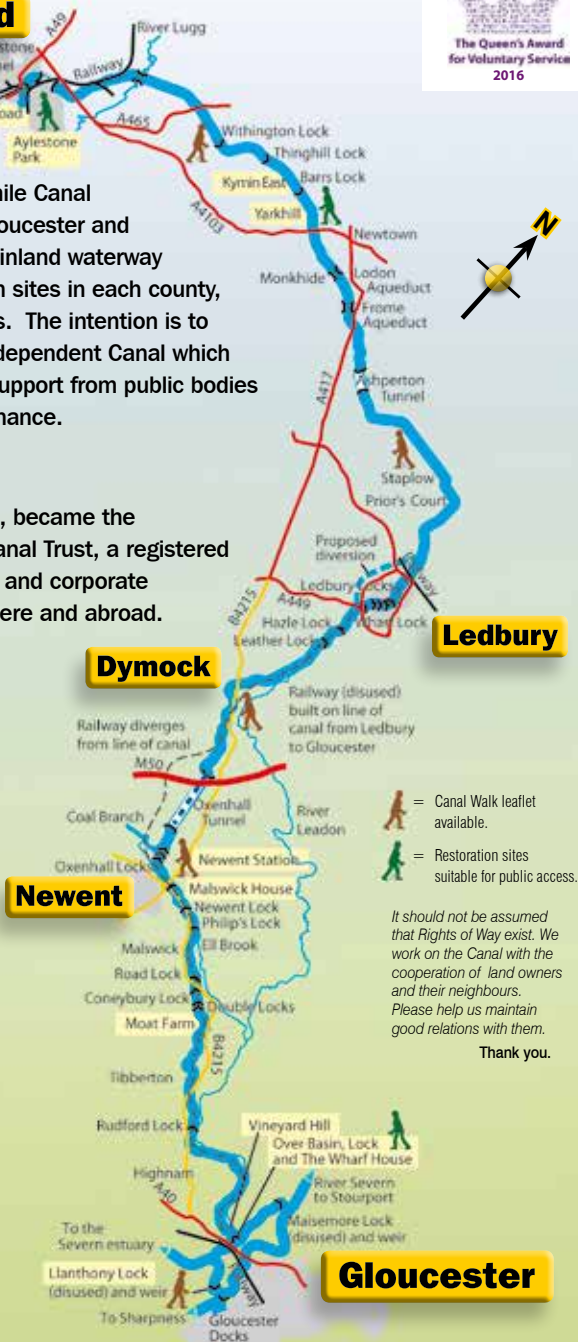 d
A49
River Lugg
The Queen's Award
for Voluntary Service
2016
stone
el
Railway
oad
Aylestone
Park
A465
Withington Lock
Thinghill Lock
Kymin East
Barrs Lock
Yarkhill
A4103
Newtown
N
Monkhide
Lodon
Aqueduct
Frome
Aqueduct
ile Canal
oucester and
inland waterway
n sites in each county,
s. The intention is to
dependent Canal which
support from public bodies
nance.
A417
Ashperton
Tunnel
Staplow
Prior's Court
, became the
anal Trust, a registered
and corporate
ere and abroad.
Proposed
diversion
Railway
Ledbury Locks
A449
Hazle Lock
Wharf Lock
Leather Lock
B4215
Ledbury
Dymock
Railway (disused)
built on line of
canal from Ledbury
to Gloucester
Railway diverges
from line of canal
M50
Oxenhall
Tunnel
River
Leadon
Coal Branch
Oxenhall Locks
Newent Station
Newent
Malswick House
Newent Lock
Philip's Lock
Malswick
Ell Brook
Road Lock
Coneybury Lock
Double Locks
Moat Farm
B4215
Tibberton
= Canal Walk leaflet
available.
= Restoration sites
suitable for public access.
It should not be assumed
that Rights of Way exist. We
work on the Canal with the
cooperation of land owners
and their neighbours.
Please help us maintain
good relations with them.
Thank you.
Rudford Lock
Vineyard Hill
Over Basin, Lock
and The Wharf House
Highnam
A40
River Severn
to Stourport
Maisemore Lock
(disused) and weir
To the
Severn estuary
Llanthony Lock
(disused) and weir
Railway
To Sharpness
Gloucester
Docks
Gloucester